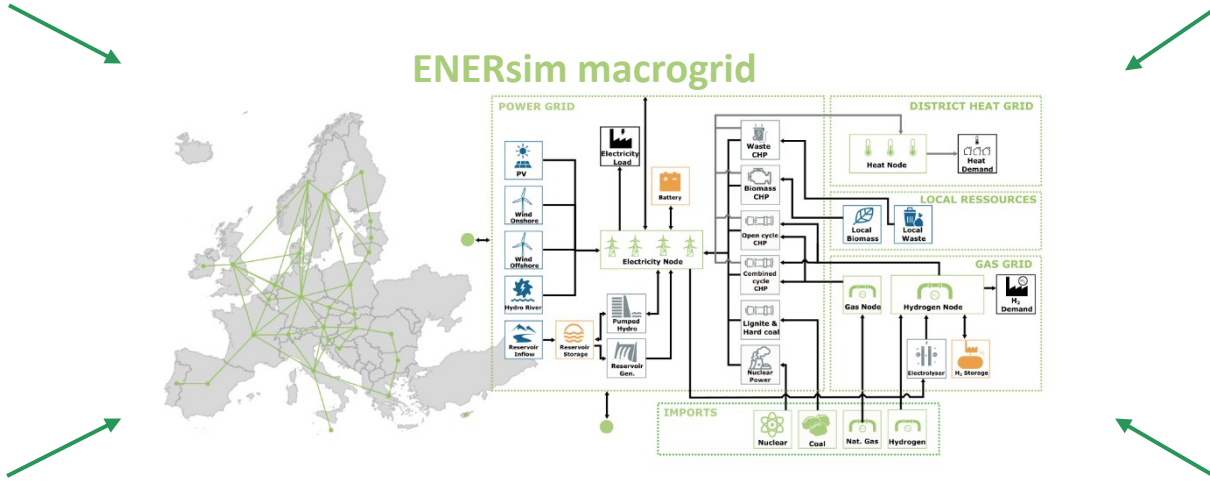 ENERsim macrogrid
POWER GRID
PV
Wind
Onshore
Wind
Offshore
Hydro River
Reservoir
Inflow
Reservoir
Storage
Electricity
Load
Battery
Electricity Node
Pumped
Hydro
Reservoir
Gen.
Waste
CHP
Biomass
CHP
Open cycle
CHP
Combined
cycle
CHP
Lignite &
Hard coal
Nuclear
Power
DISTRICT HEAT GRID
Heat Node
Heat
Demand
LOCAL RESSOURCES
Local
Biomass
Local
Waste
GAS GRID
Gas Node
Hydrogen Node
H₂
Demand
Electrolyser
H₂ Storage
IMPORTS
Nuclear
Coal
Nat. Gas
Hydrogen